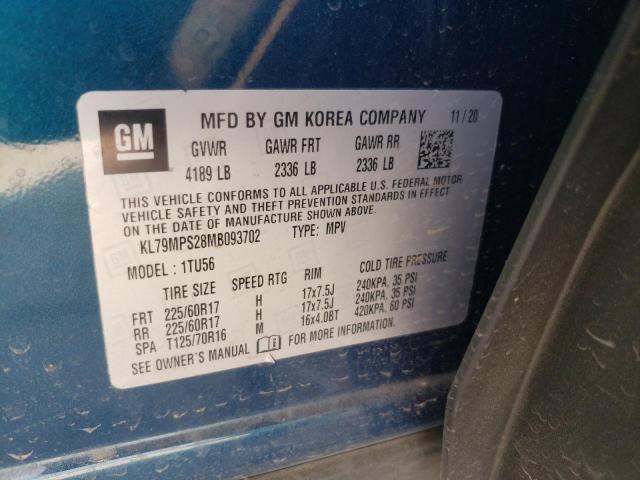 GM
MFD BY GM KOREA COMPANY 11/20
GVWR GAWR FRT GAWR RR
4189 LB 2336 LB 2336 LB
THIS VEHICLE CONFORMS TO ALL APPLICABLE U.S. FEDERAL MOTOR
VEHICLE SAFETY AND THEFT PREVENTION STANDARDS IN EFFECT
ON THE DATE OF MANUFACTURE SHOWN ABOVE.
KL79MPS28MB093702 TYPE: MPV
MODEL: 1TU56
TIRE SIZE SPEED RTG RIM COLD TIRE PRESSURE
FRT 225/60R17 H 17x7.5J 240KPA, 35 PSI
RR 225/60R17 H 17x7.5J 240KPA, 35 PSI
SPA T125/70R16 M 16x4.0BT 420KPA, 60 PSI
SEE OWNER'S MANUAL FOR MORE INFORMATION